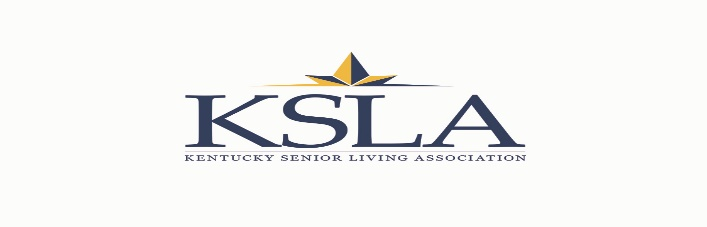 KSLA
KENTUCKY SENIOR LIVING ASSOCIATION